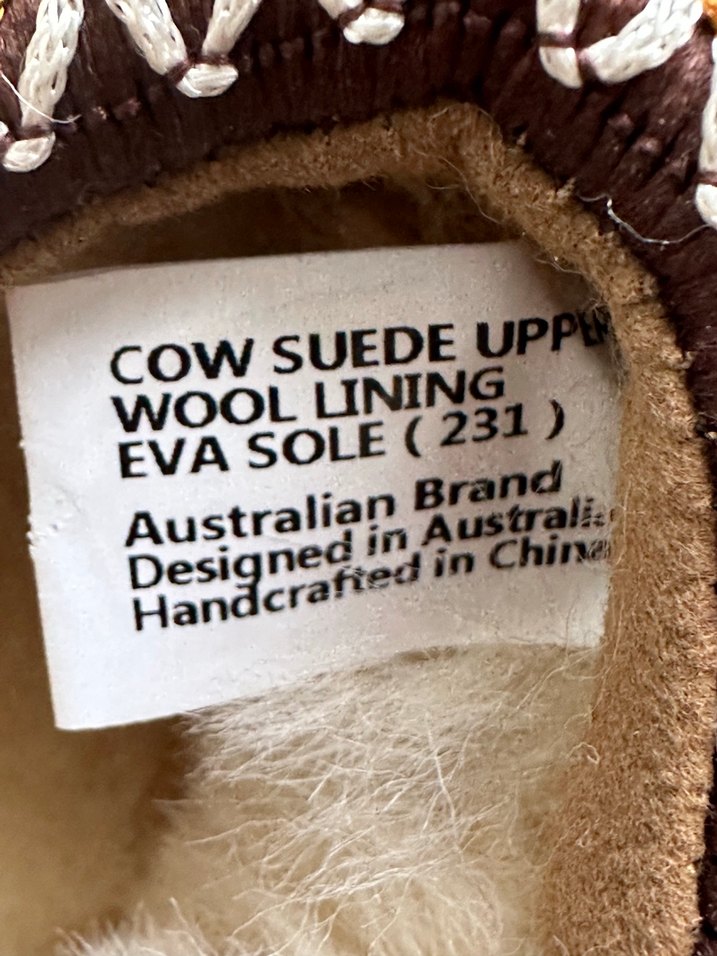 COW SUEDE UPPER
WOOL LINING
EVA SOLE ( 231 )
Australian Brand
Designed in Australia
Handcrafted in China